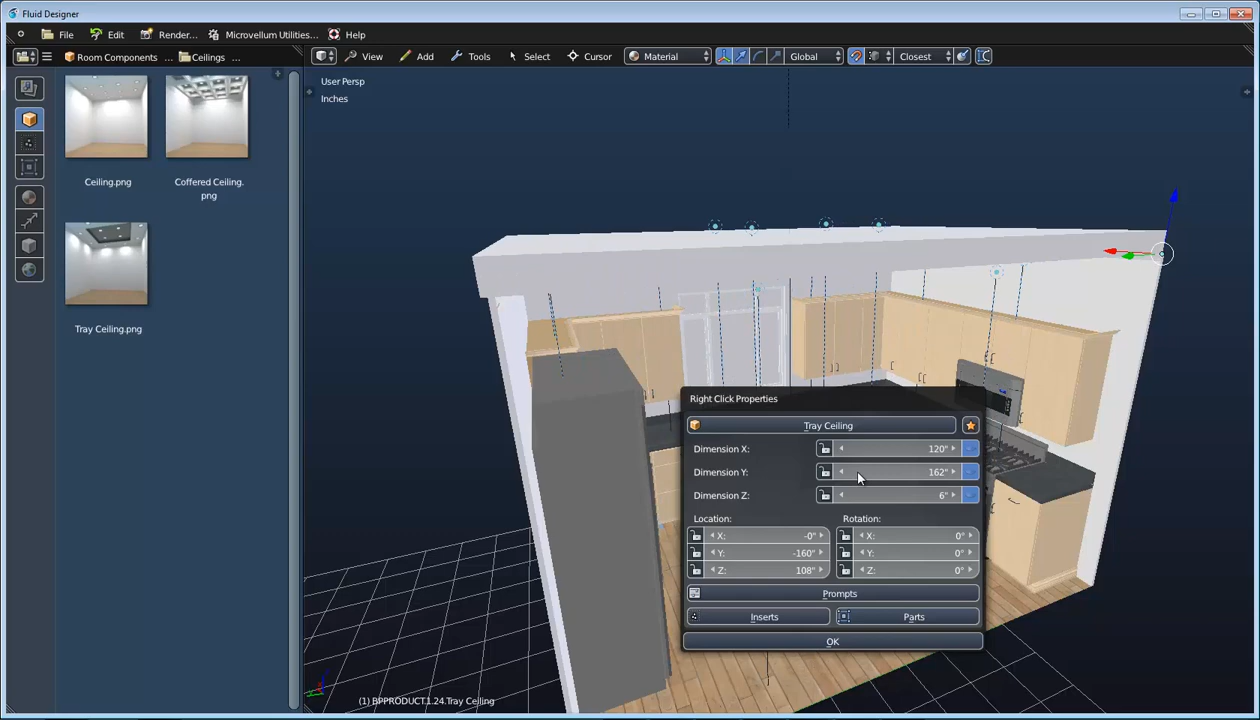 Fluid Designer
File Edit Render... Microvellum Utilities... Help
Room Components ... Ceilings ... View Add Tools Select Cursor Material Global Closest
User Persp
Inches
Ceiling.png
Coffered Ceiling.
png
Tray Ceiling.png
Right Click Properties
Tray Ceiling
Dimension X: 120"
Dimension Y: 162"
Dimension Z: 6"
Location: Rotation:
X: -0" X: 0°
Y: -160" Y: 0°
Z: 108" Z: 0°
Prompts
Inserts Parts
OK
(1) BPPRODUCT.1.24.Tray Ceiling